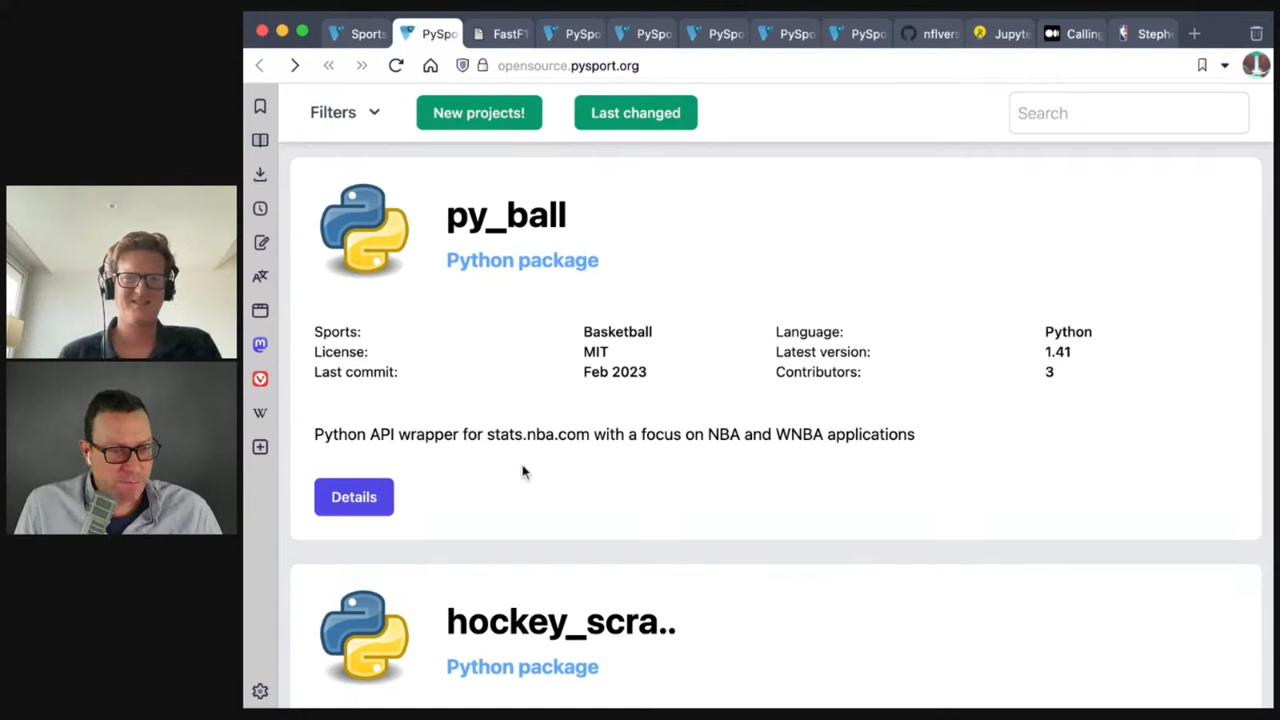 Sports
PySpo
FastF1
PySpo
PySpo
PySpo
PySpo
PySpo
nflvers
Jupyte
Calling
Steph
opensource.pysport.org
Filters
New projects!
Last changed
Search
py_ball
Python package
Sports: Basketball Language: Python
License: MIT Latest version: 1.41
Last commit: Feb 2023 Contributors: 3
Python API wrapper for stats.nba.com with a focus on NBA and WNBA applications
Details
hockey_scra..
Python package